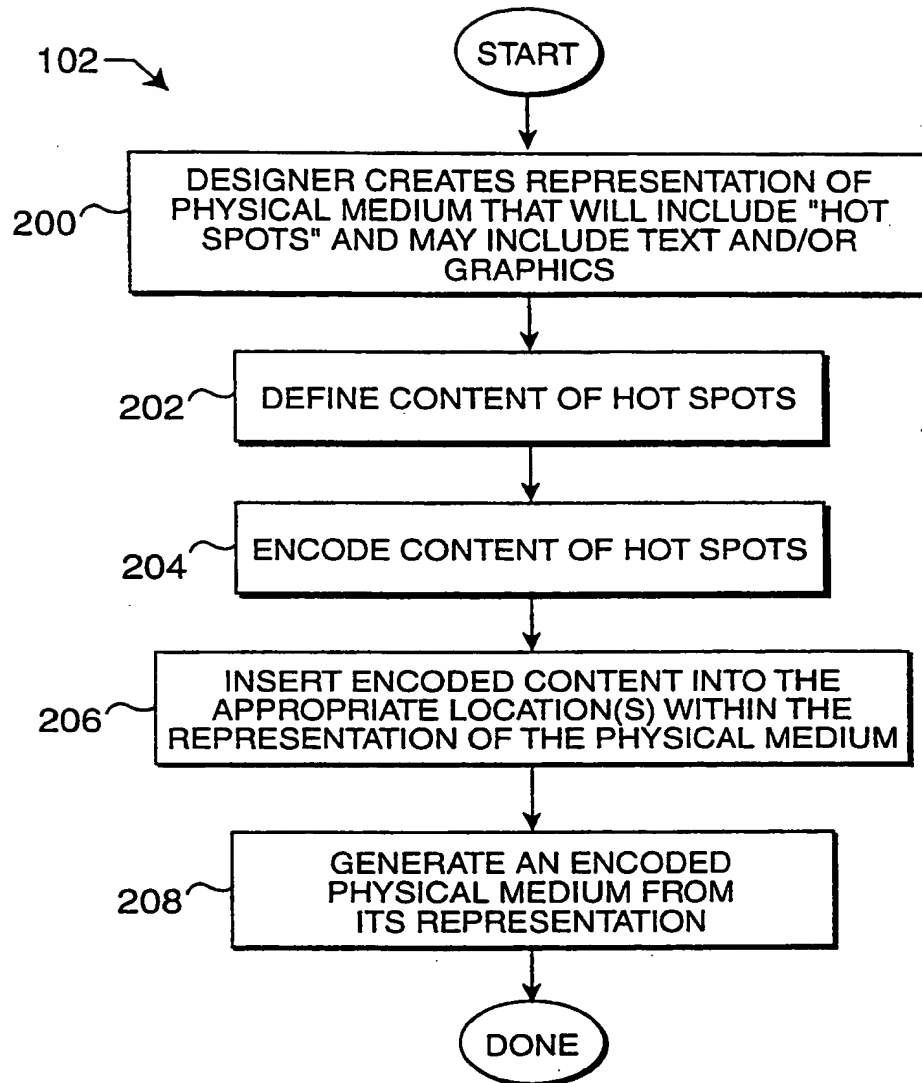 START
102
DESIGNER CREATES REPRESENTATION OF
PHYSICAL MEDIUM THAT WILL INCLUDE "HOT
SPOTS" AND MAY INCLUDE TEXT AND/OR
GRAPHICS
200
DEFINE CONTENT OF HOT SPOTS
202
ENCODE CONTENT OF HOT SPOTS
204
INSERT ENCODED CONTENT INTO THE
APPROPRIATE LOCATION(S) WITHIN THE
REPRESENTATION OF THE PHYSICAL MEDIUM
206
GENERATE AN ENCODED
PHYSICAL MEDIUM FROM
ITS REPRESENTATION
208
DONE